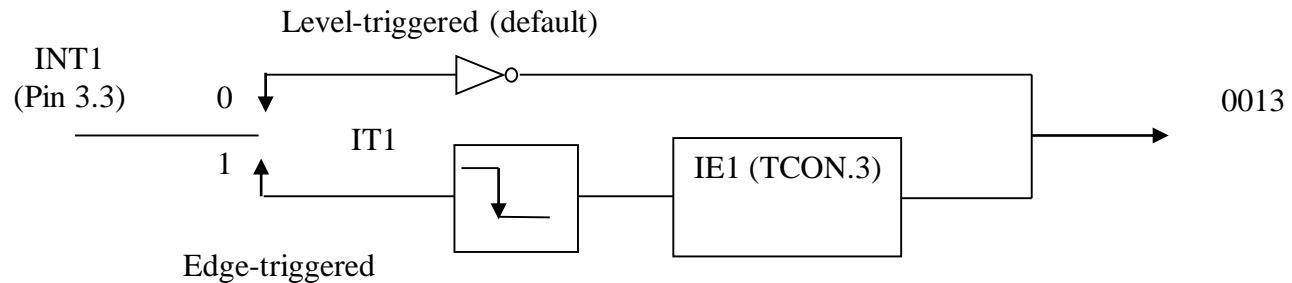 Level-triggered (default)
INT1
(Pin 3.3)
0
0013
IT1
1
IE1 (TCON.3)
Edge-triggered